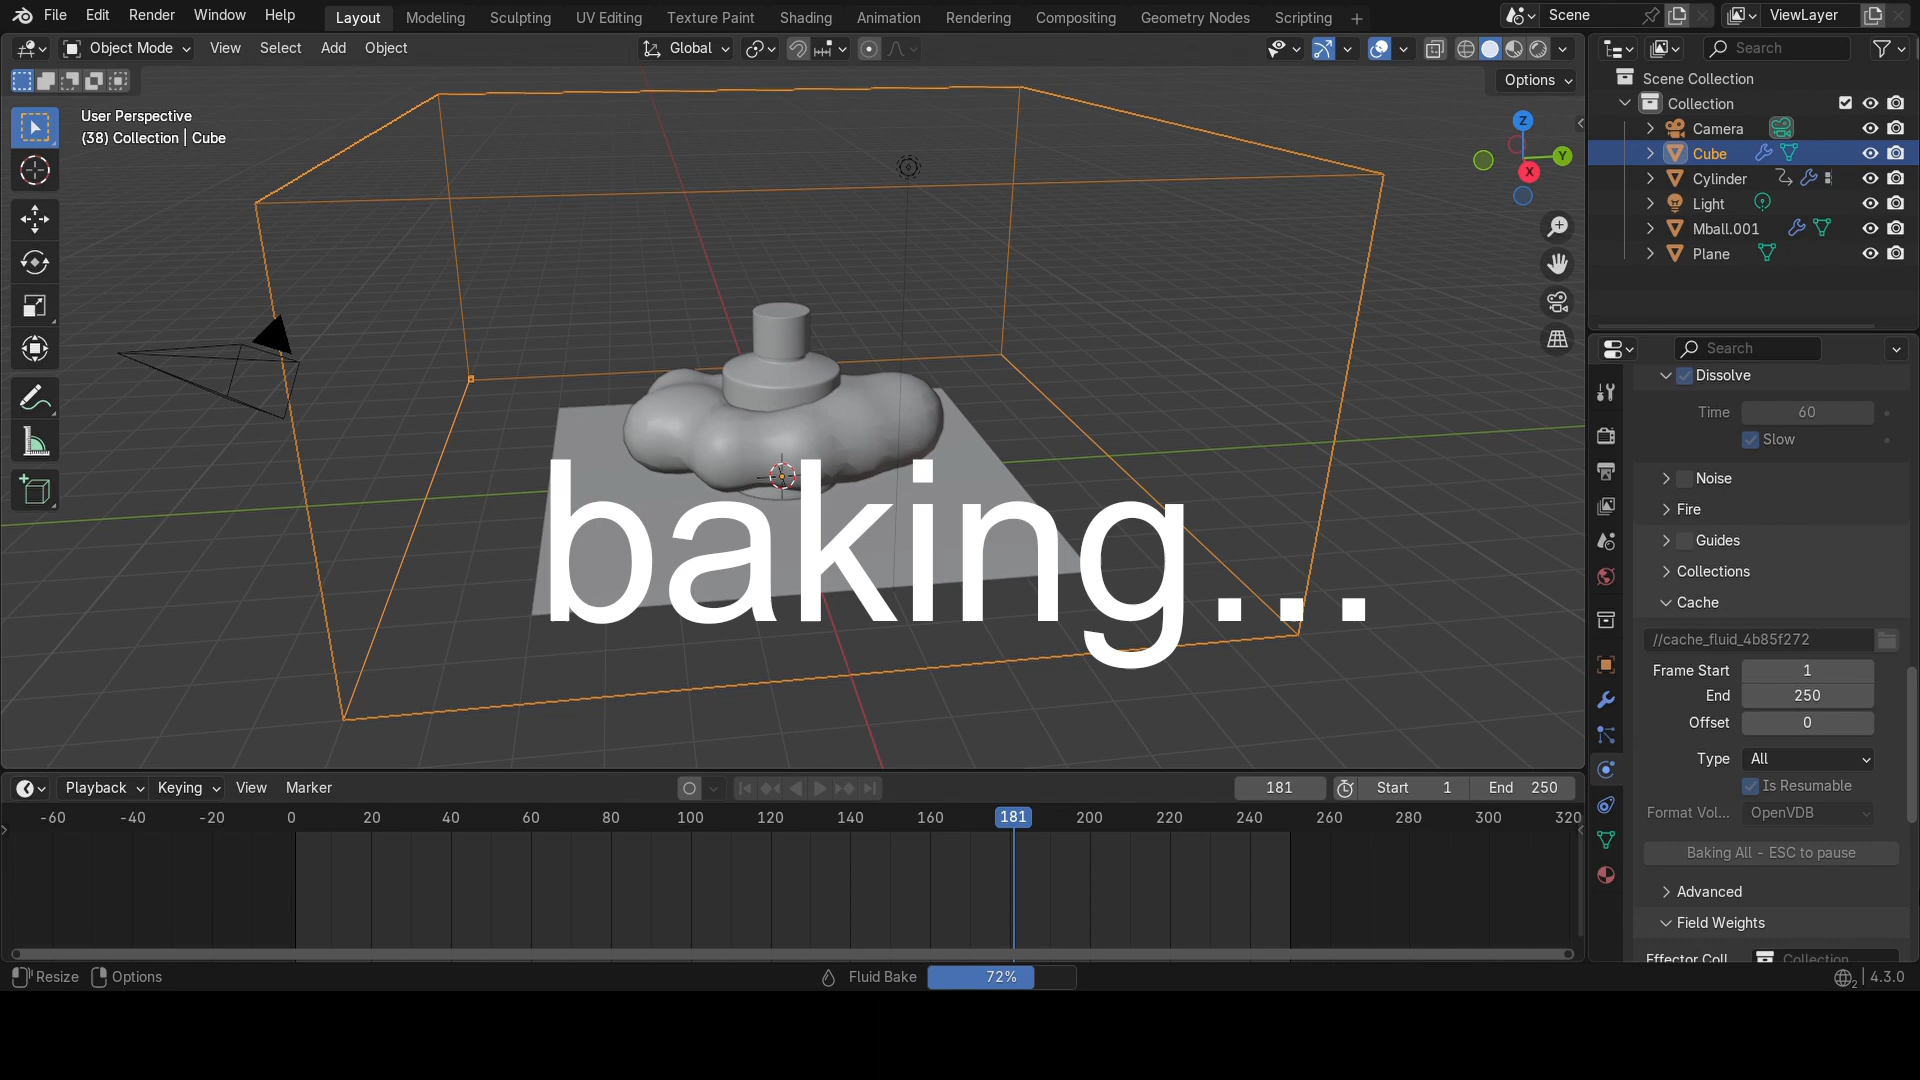 File Edit Render Window Help Layout Modeling Sculpting UV Editing Texture Paint Shading Animation Rendering Compositing Geometry Nodes Scripting + Scene ViewLayer
Object Mode View Select Add Object Global Search
Options
User Perspective
(38) Collection | Cube
Z
Y
X
Scene Collection
Collection
Camera
Cube
Cylinder
Light
Mball.001
Plane
Search
Dissolve
Time 60
Slow
Noise
Fire
Guides
Collections
Cache
//cache_fluid_4b85f272
Frame Start 1
End 250
Offset 0
Type All
Is Resumable
Format Vol... OpenVDB
Baking All - ESC to pause
Advanced
Field Weights
Effector Coll Collection
baking...
Playback Keying View Marker 181 Start 1 End 250
-60 -40 -20 0 20 40 60 80 100 120 140 160 181 200 220 240 260 280 300 320
Resize Options Fluid Bake 72% 2 | 4.3.0